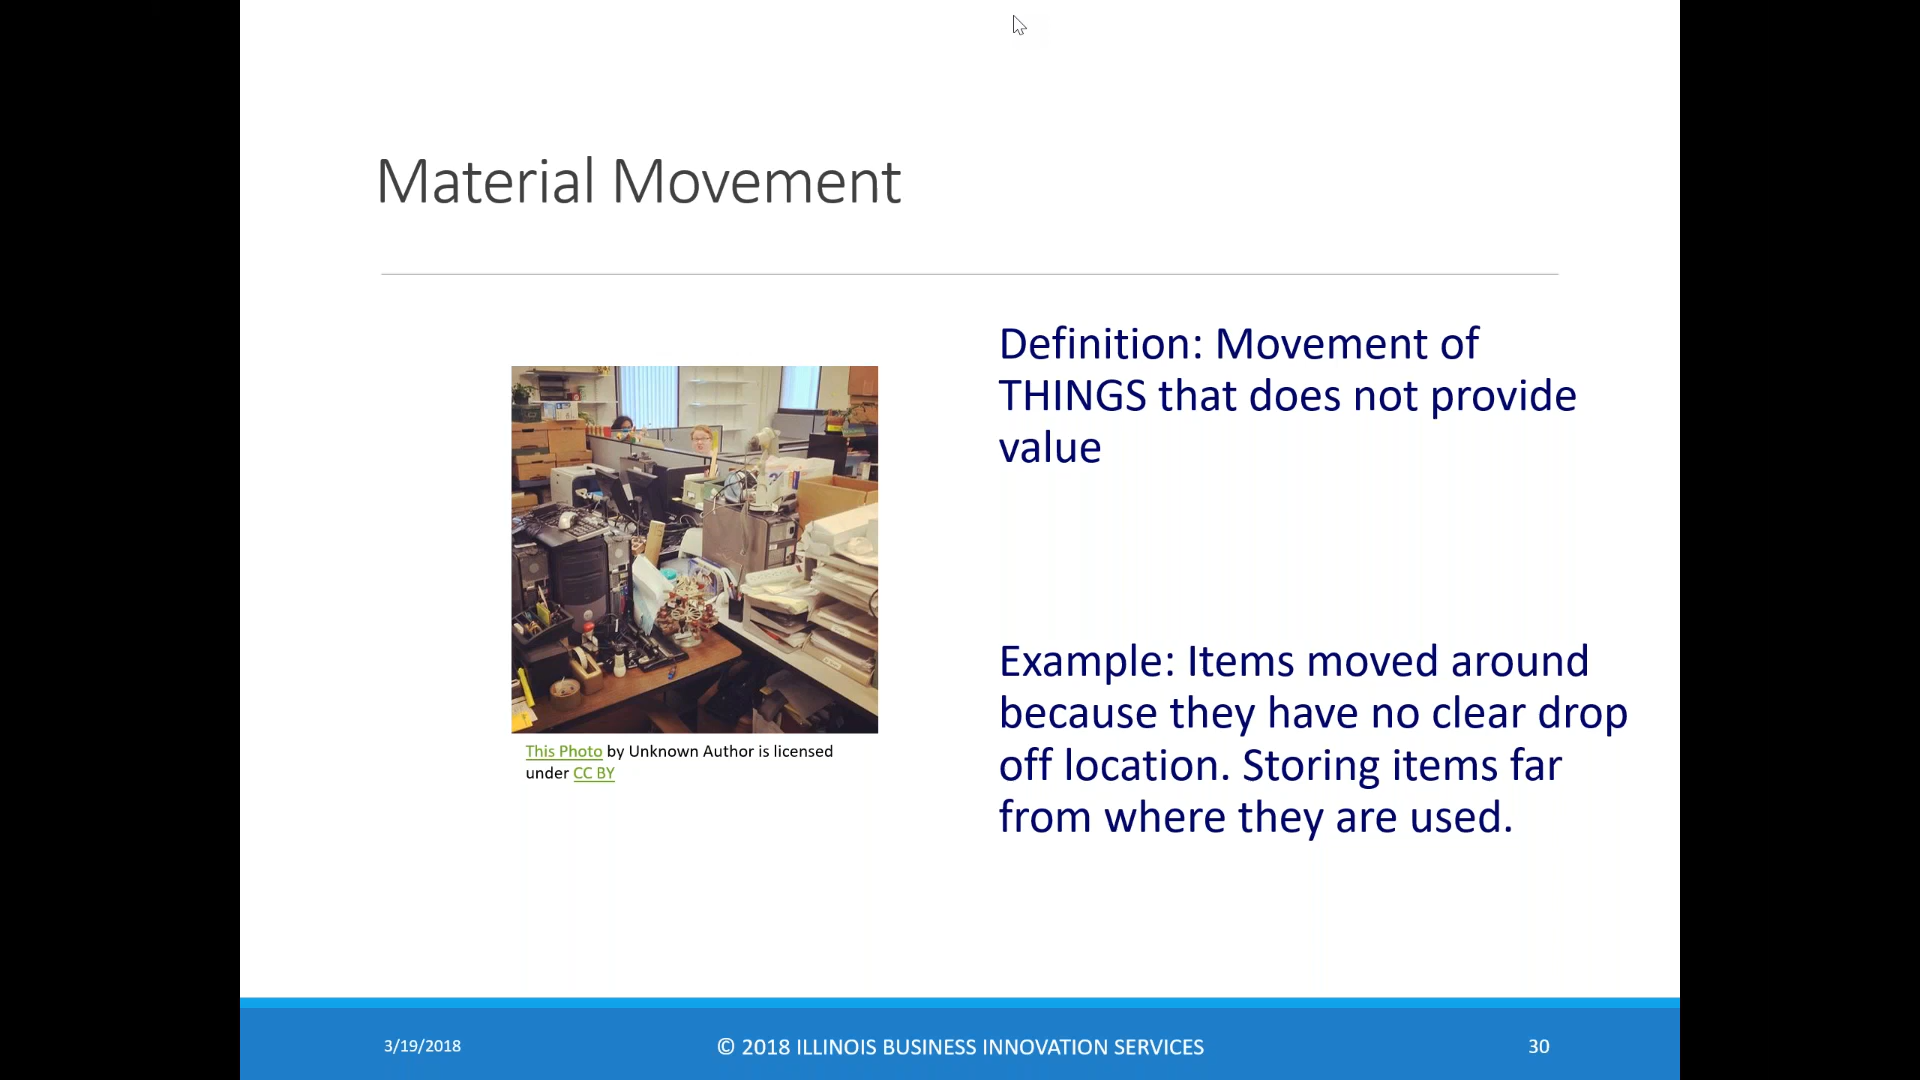 Material Movement
Definition: Movement of
THINGS that does not provide
value
Example: Items moved around
because they have no clear drop
off location. Storing items far
from where they are used.
This Photo by Unknown Author is licensed
under CC BY
3/19/2018
© 2018 ILLINOIS BUSINESS INNOVATION SERVICES
30